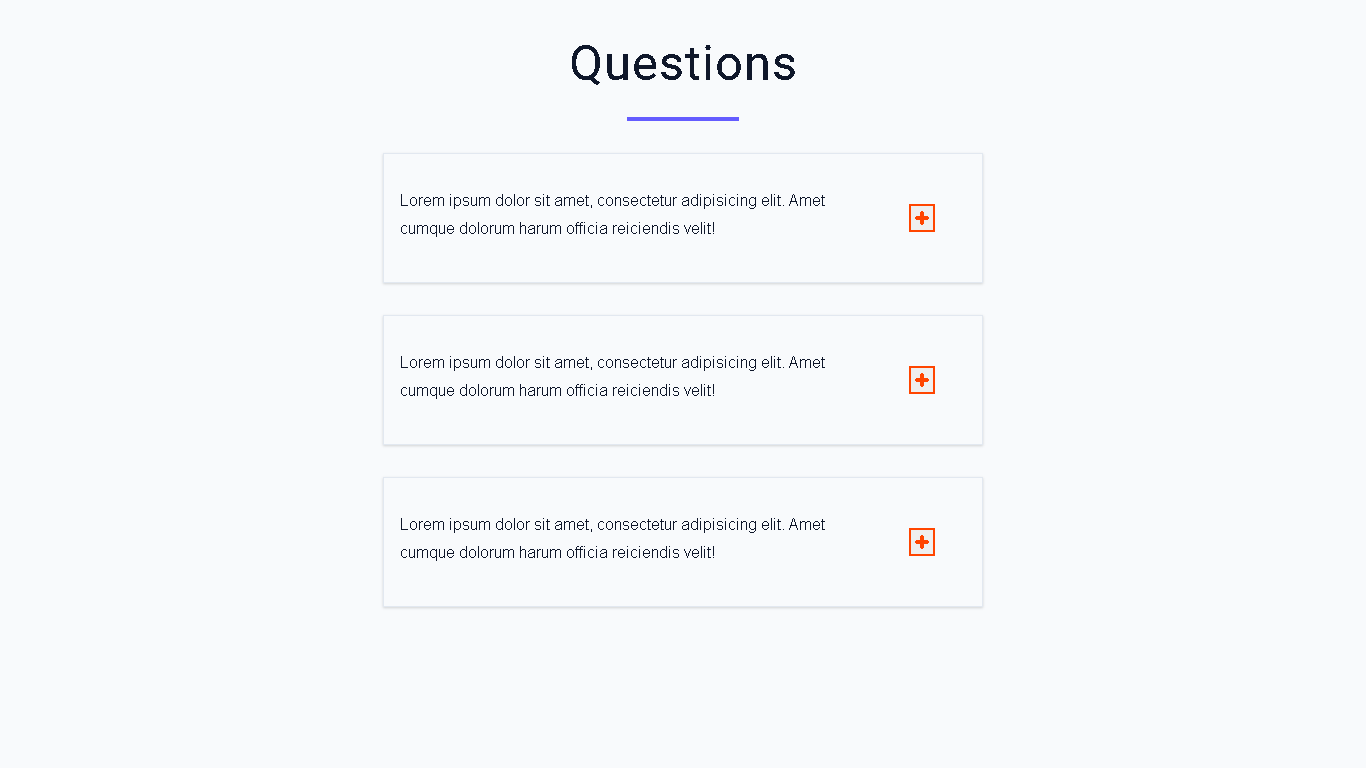 Questions
Lorem ipsum dolor sit amet, consectetur adipisicing elit. Amet
cumque dolorum harum officia reiciendis velit!
Lorem ipsum dolor sit amet, consectetur adipisicing elit. Amet
cumque dolorum harum officia reiciendis velit!
Lorem ipsum dolor sit amet, consectetur adipisicing elit. Amet
cumque dolorum harum officia reiciendis velit!